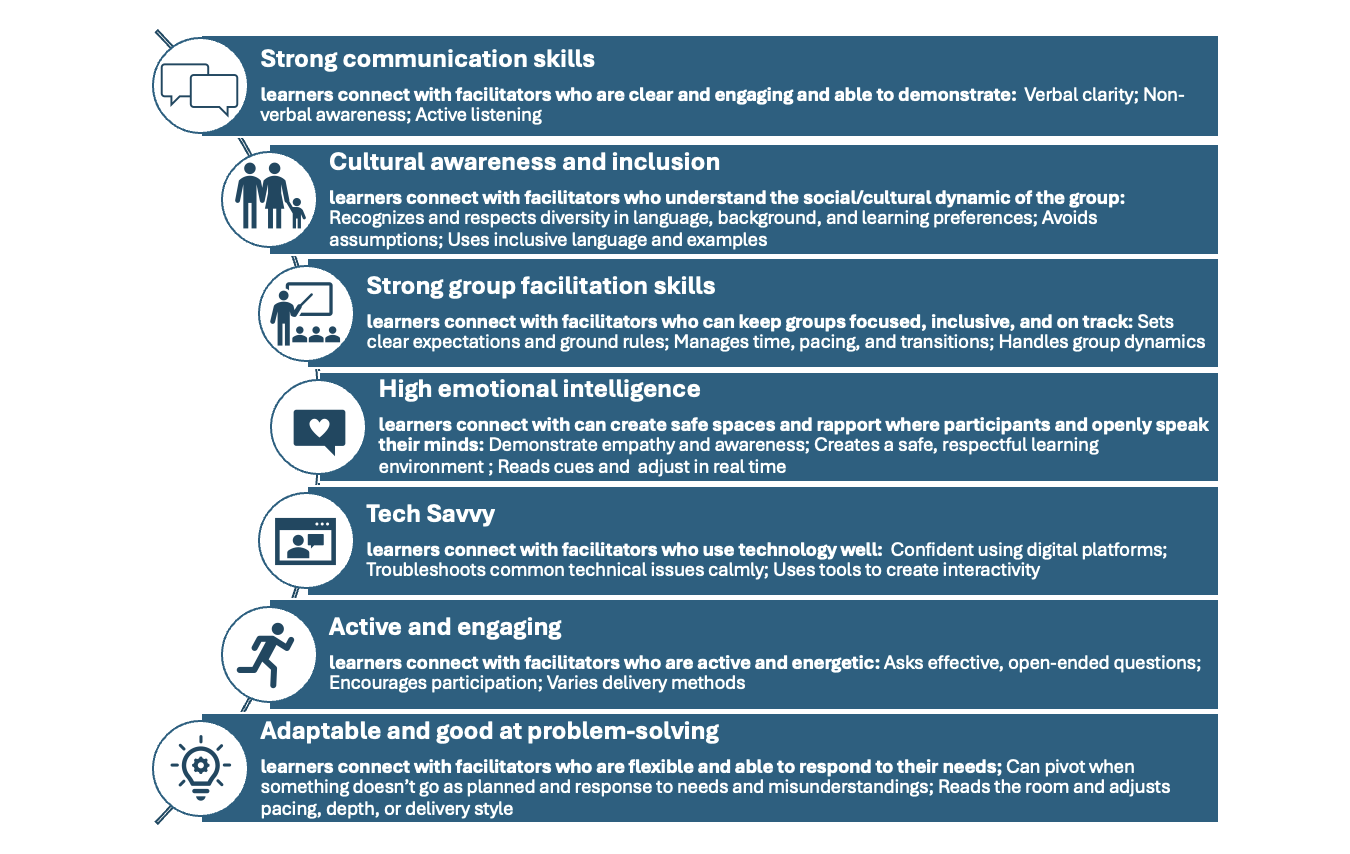 Strong communication skills
learners connect with facilitators who are clear and engaging and able to demonstrate:  Verbal clarity; Non-
verbal awareness; Active listening
Cultural awareness and inclusion
learners connect with facilitators who understand the social/cultural dynamic of the group:
Recognizes and respects diversity in language, background, and learning preferences; Avoids
assumptions; Uses inclusive language and examples
Strong group facilitation skills
learners connect with facilitators who can keep groups focused, inclusive, and on track: Sets
clear expectations and ground rules; Manages time, pacing, and transitions; Handles group dynamics
High emotional intelligence
learners connect with can create safe spaces and rapport where participants and openly speak
their minds: Demonstrate empathy and awareness; Creates a safe, respectful learning
environment ; Reads cues and  adjust in real time
Tech Savvy
learners connect with facilitators who use technology well:  Confident using digital platforms;
Troubleshoots common technical issues calmly; Uses tools to create interactivity
Active and engaging
learners connect with facilitators who are active and energetic: Asks effective, open-ended questions;
Encourages participation; Varies delivery methods
Adaptable and good at problem-solving
learners connect with facilitators who are flexible and able to respond to their needs; Can pivot when
something doesn’t go as planned and response to needs and misunderstandings; Reads the room and adjusts
pacing, depth, or delivery style